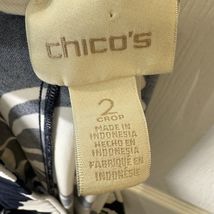 chico's
2
CROP
MADE IN
INDONESIA
HECHO EN
INDONESIA
FABRIQUÉ EN
INDONÉSIE